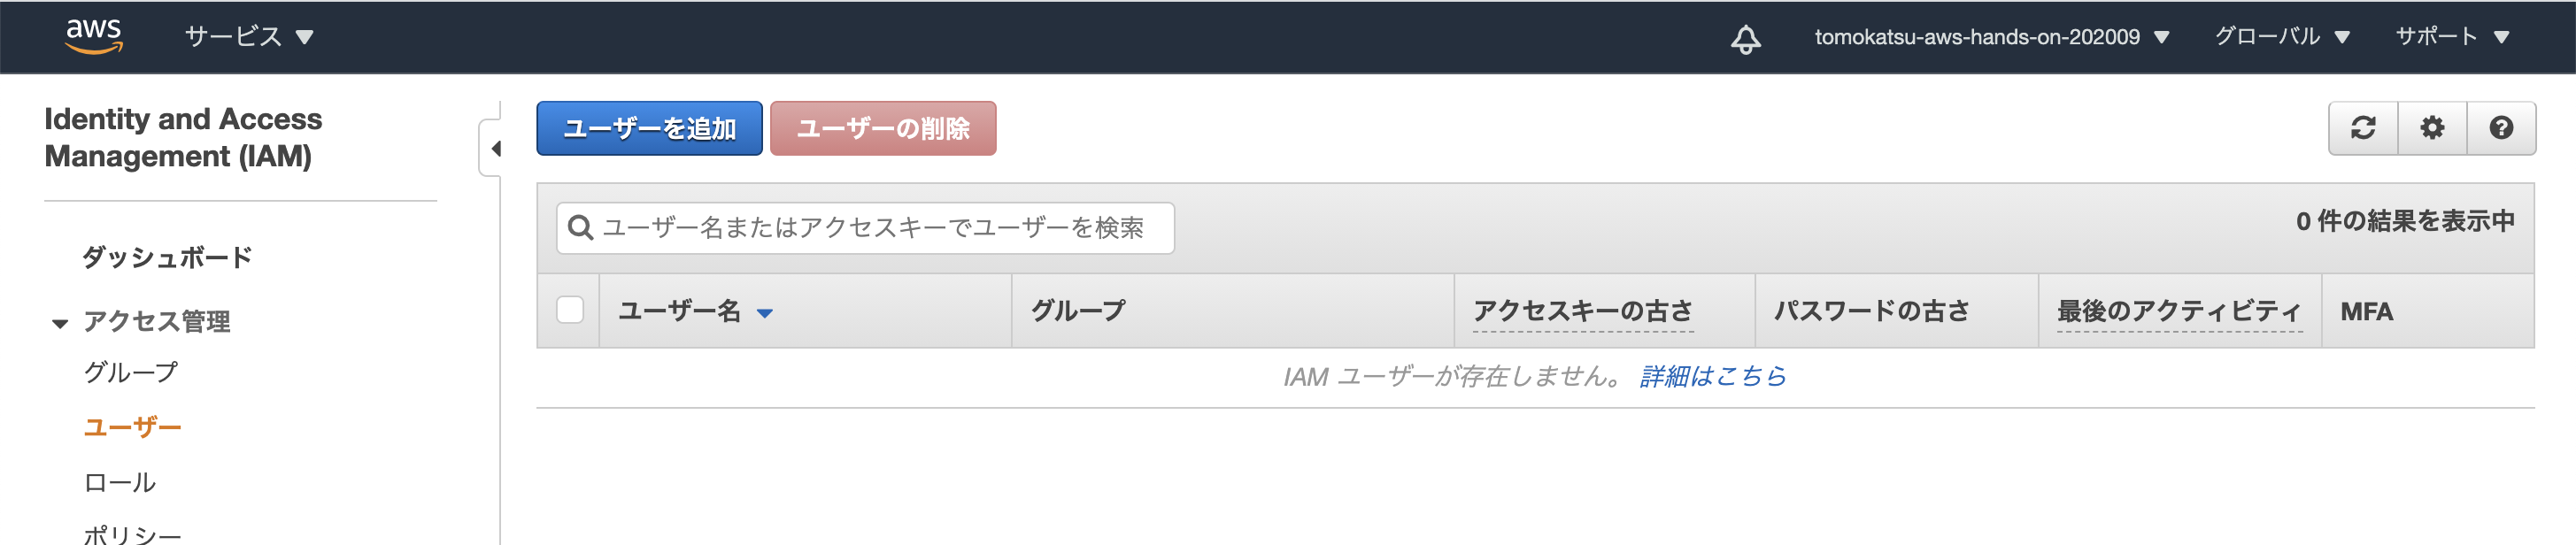 aws サービス tomokatsu-aws-hands-on-202009 グローバル サポート
Identity and Access
Management (IAM)
ダッシュボード
アクセス管理
グループ
ユーザー
ロール
ポリシー
ユーザーを追加 ユーザーの削除
ユーザー名またはアクセスキーでユーザーを検索 0 件の結果を表示中
ユーザー名 グループ アクセスキーの古さ パスワードの古さ 最後のアクティビティ MFA
IAM ユーザーが存在しません。 詳細はこちら